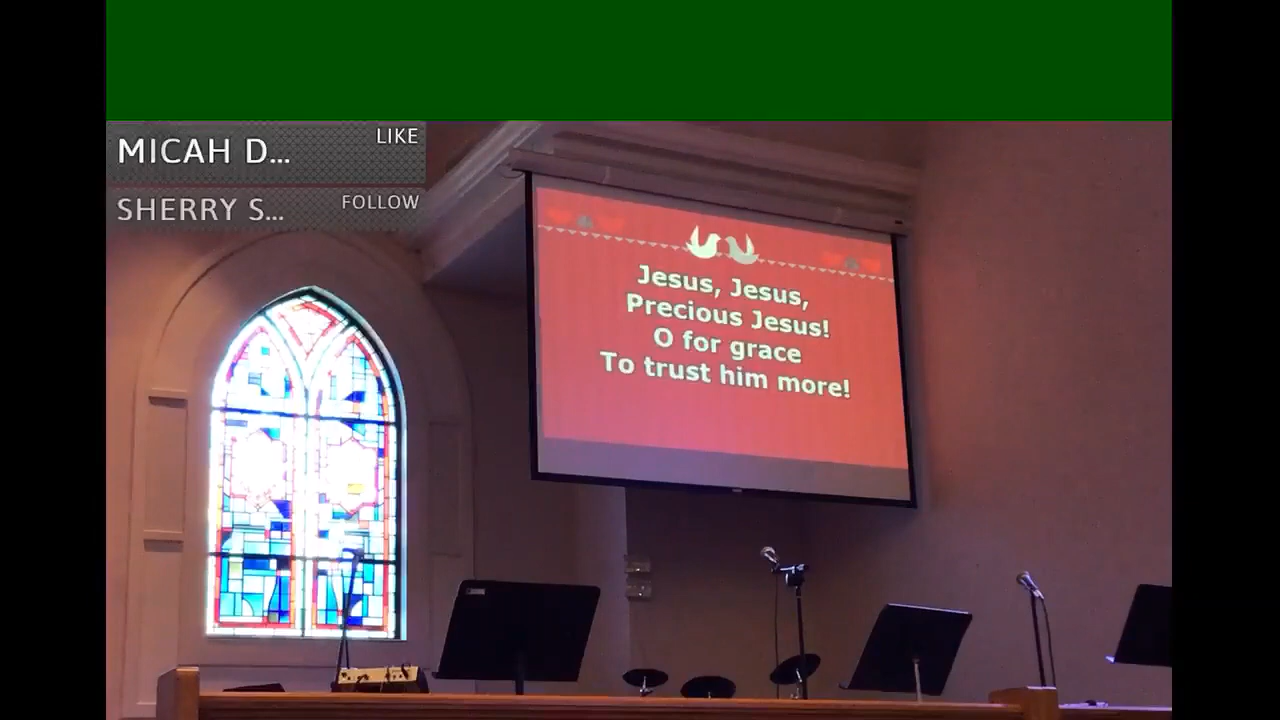 MICAH D...
LIKE
SHERRY S...
FOLLOW
Jesus, Jesus,
Precious Jesus!
O for grace
To trust him more!